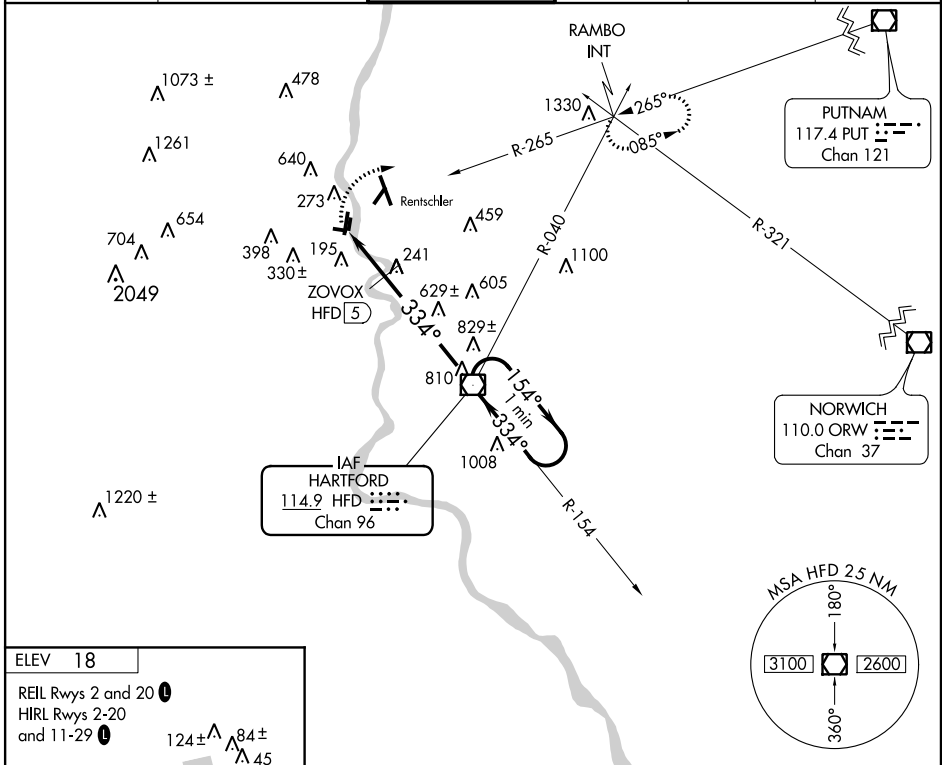 RAMBO
INT
1073 ±
478
1330
265°
085°
PUTNAM
117.4 PUT
Chan 121
R-265
1261
640
273
Rentschler
654
704
398
330 ±
195
241
459
R-040
1100
R-321
2049
ZOVOX
HFD 5
629 ±
605
334°
829 ±
810
154°
1 min
334°
1008
NORWICH
110.0 ORW
Chan 37
IAF
HARTFORD
114.9 HFD
Chan 96
R-154
1220 ±
MSA HFD 25 NM
180°
3100
2600
360°
ELEV 18
REIL Rwys 2 and 20 L
HIRL Rwys 2-20
and 11-29 L
124 ±
84 ±
45